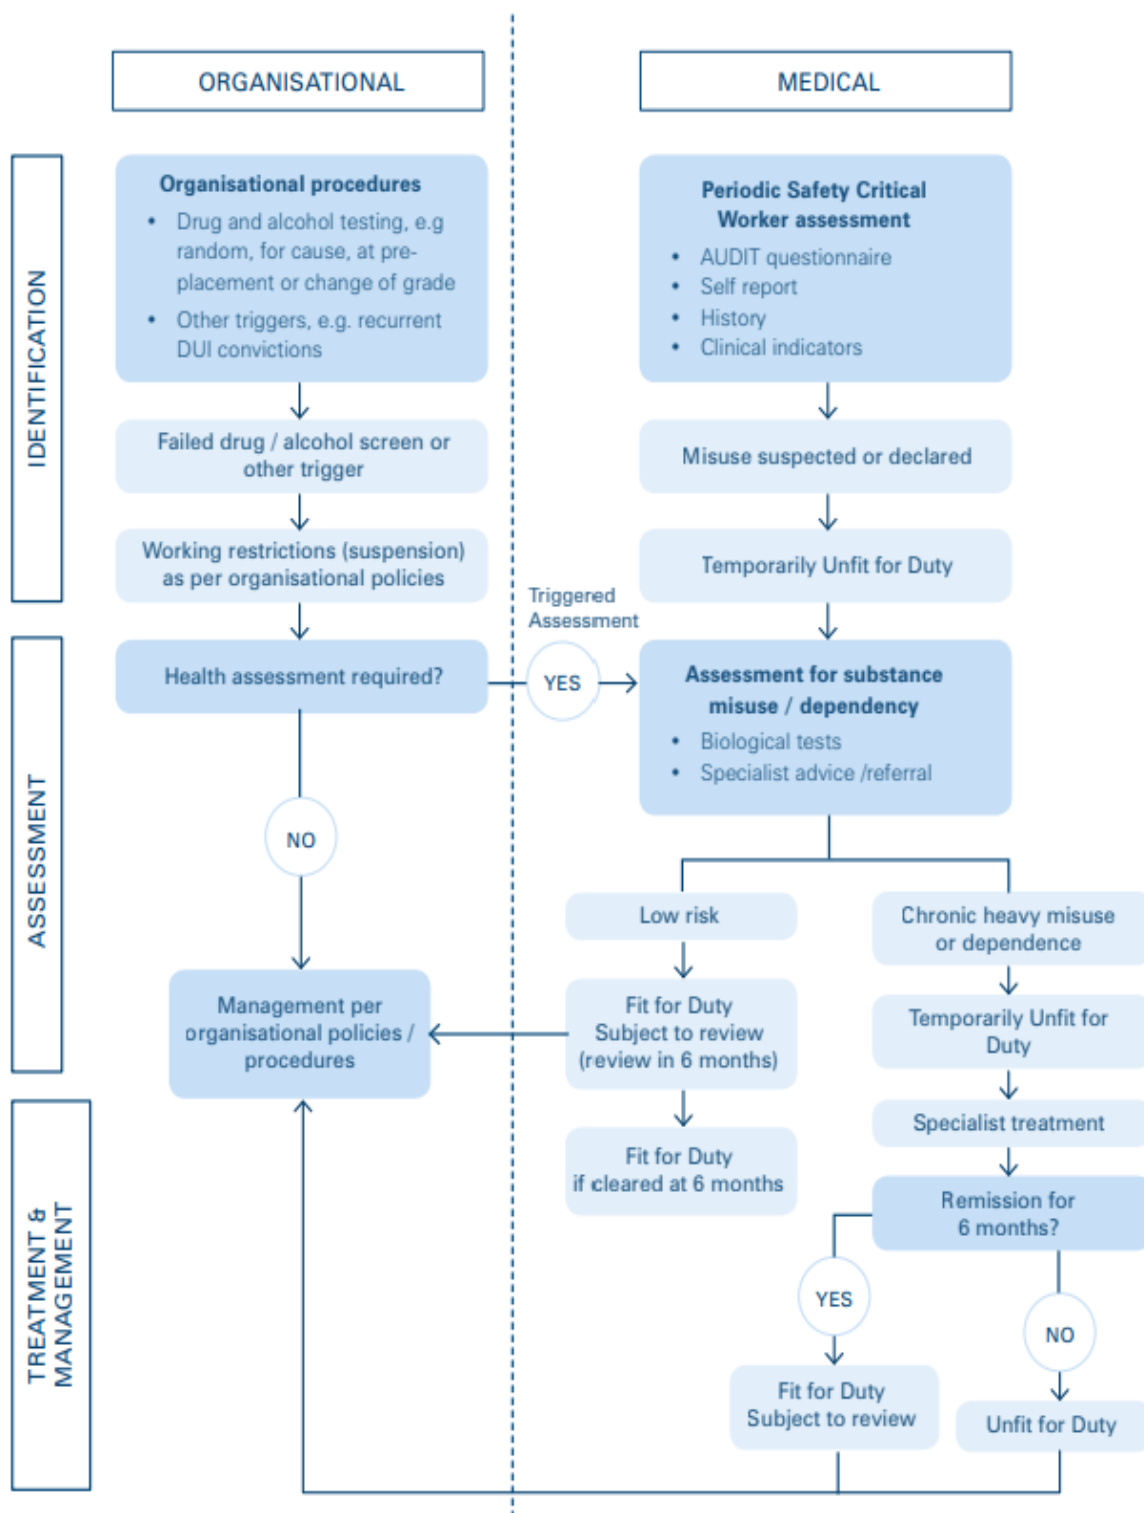 ORGANISATIONAL
MEDICAL
IDENTIFICATION
Organisational procedures
• Drug and alcohol testing, e.g
random, for cause, at pre-
placement or change of grade
• Other triggers, e.g. recurrent
DUI convictions
Failed drug / alcohol screen or
other trigger
Working restrictions (suspension)
as per organisational policies
Periodic Safety Critical
Worker assessment
• AUDIT questionnaire
• Self report
• History
• Clinical indicators
Misuse suspected or declared
Temporarily Unfit for Duty
ASSESSMENT
Health assessment required?
Triggered
Assessment
YES
NO
Management per
organisational policies /
procedures
Assessment for substance
misuse / dependency
• Biological tests
• Specialist advice /referral
Low risk
Fit for Duty
Subject to review
(review in 6 months)
Fit for Duty
if cleared at 6 months
Chronic heavy misuse
or dependence
Temporarily Unfit for
Duty
TREATMENT &
MANAGEMENT
Specialist treatment
Remission for
6 months?
YES
NO
Fit for Duty
Subject to review
Unfit for Duty